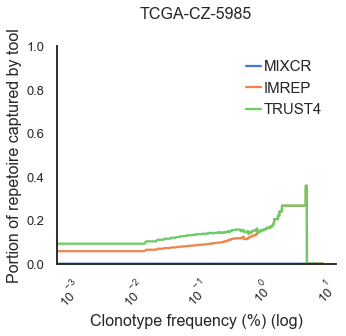 TCGA-CZ-5985
Portion of repetoire captured by tool
1.0
0.8
0.6
0.4
0.2
0.0
MIXCR
IMREP
TRUST4
10⁻³
10⁻²
10⁻¹
10⁰
10¹
Clonotype frequency (%) (log)